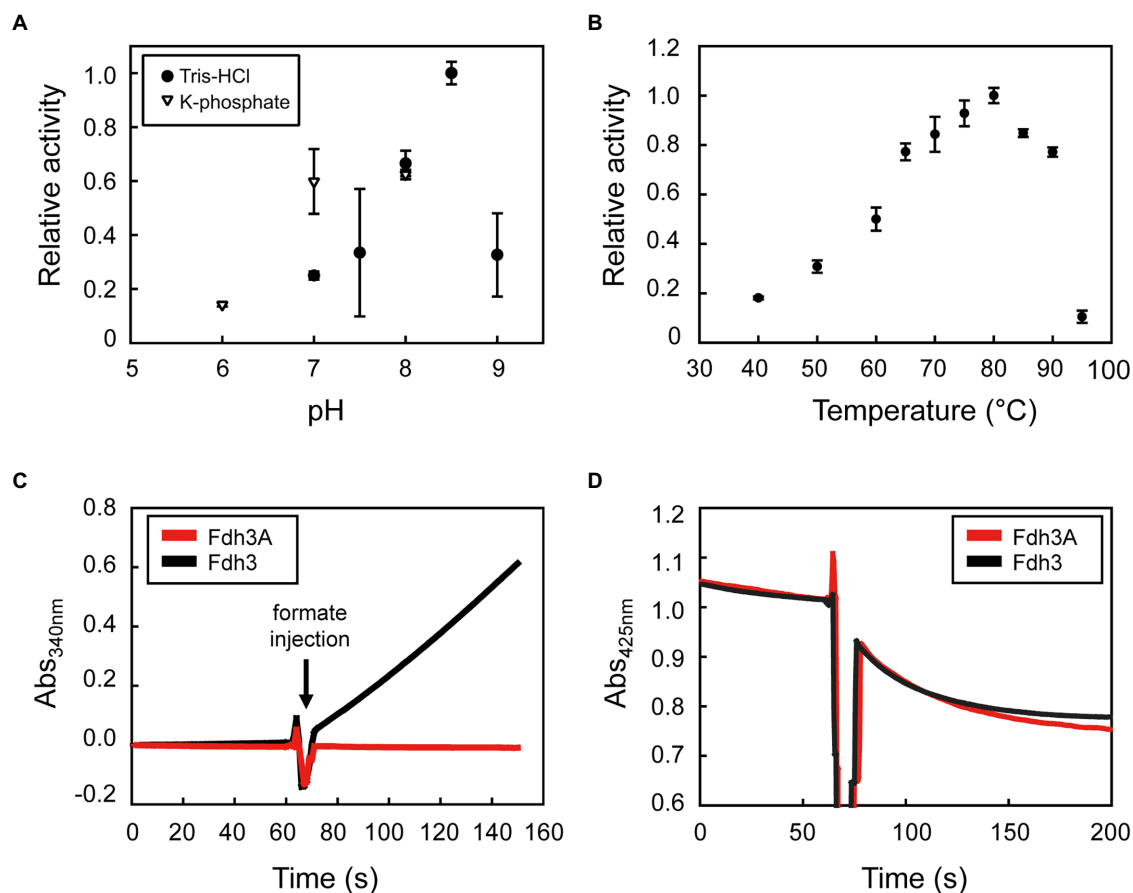 A
Relative activity
1.0
0.8
0.6
0.4
0.2
0
Tris-HCl
K-phosphate
5 6 7 8 9
pH
B
Relative activity
1.2
1.0
0.8
0.6
0.4
0.2
0
30 40 50 60 70 80 90 100
Temperature (°C)
C
Abs340nm
0.8
0.6
0.4
0.2
0.0
-0.2
Fdh3A
Fdh3
formate
injection
0 20 40 60 80 100 120 140 160
Time (s)
D
Abs425nm
1.2
1.1
1.0
0.9
0.8
0.7
0.6
Fdh3A
Fdh3
0 50 100 150 200
Time (s)